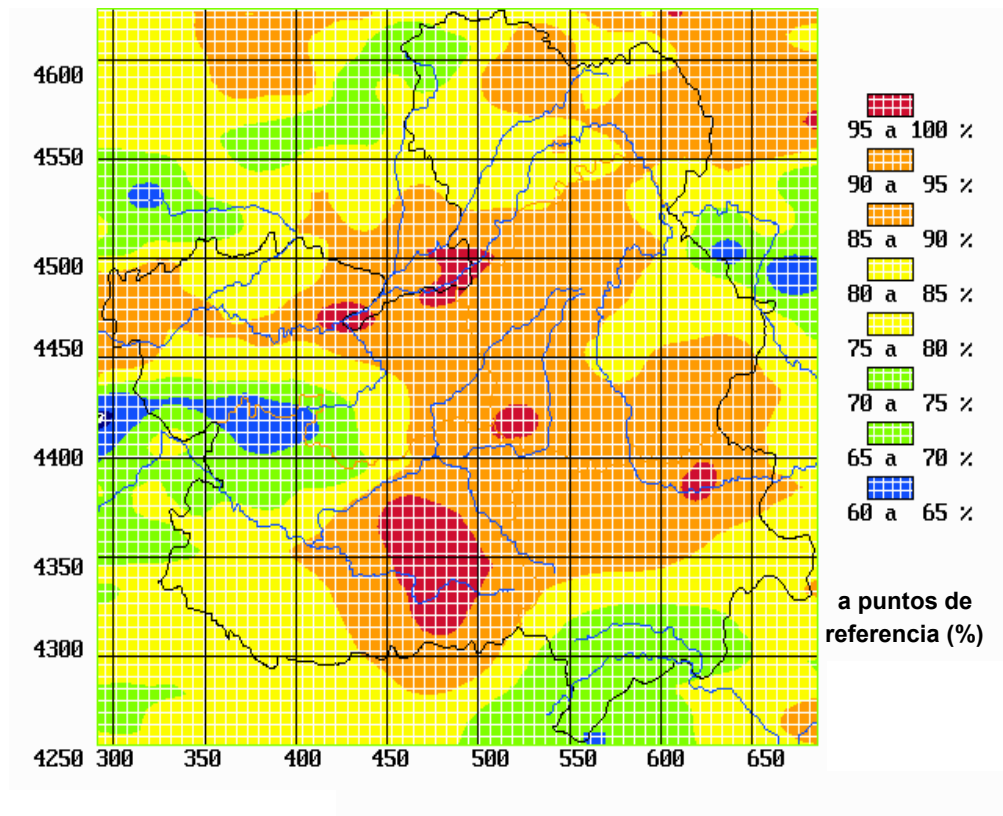 4600
4550
4500
4450
4400
4350
4300
4250 300 350 400 450 500 550 600 650
95 a 100 %
90 a 95 %
85 a 90 %
80 a 85 %
75 a 80 %
70 a 75 %
65 a 70 %
60 a 65 %
a puntos de
referencia (%)